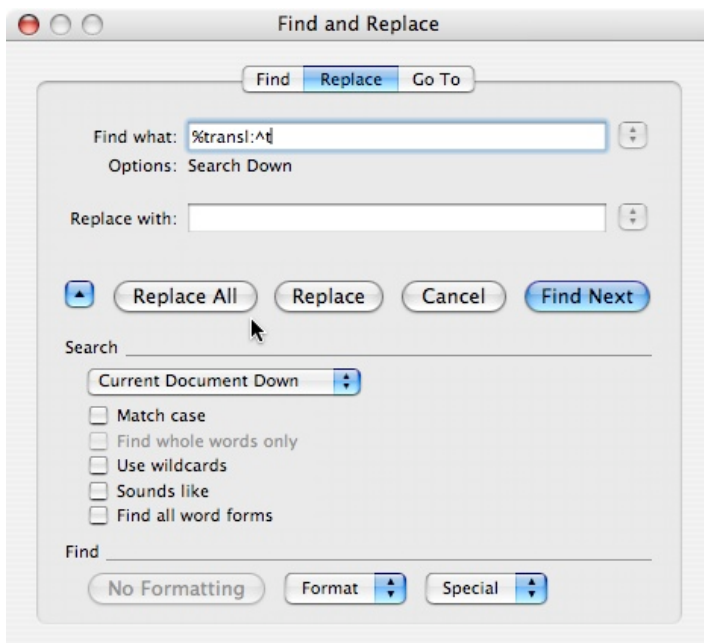 Find and Replace
Find Replace Go To
Find what: %transl:^t
Options: Search Down
Replace with:
Replace All Replace Cancel Find Next
Search
Current Document Down
Match case
Find whole words only
Use wildcards
Sounds like
Find all word forms
Find
No Formatting Format Special